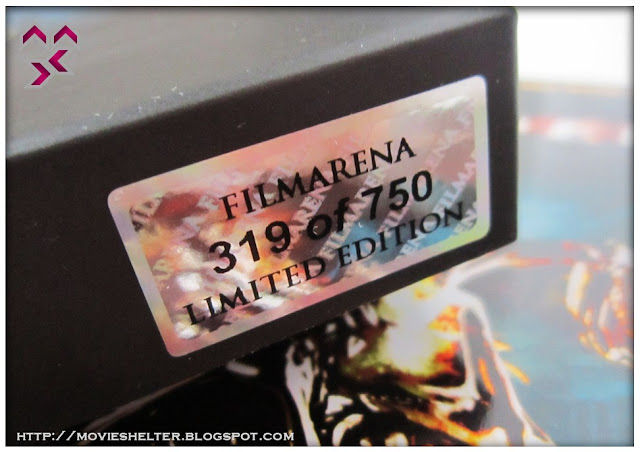 FILMARENA
319 of 750
LIMITED EDITION
HTTP://MOVIESHELTER.BLOGSPOT.COM